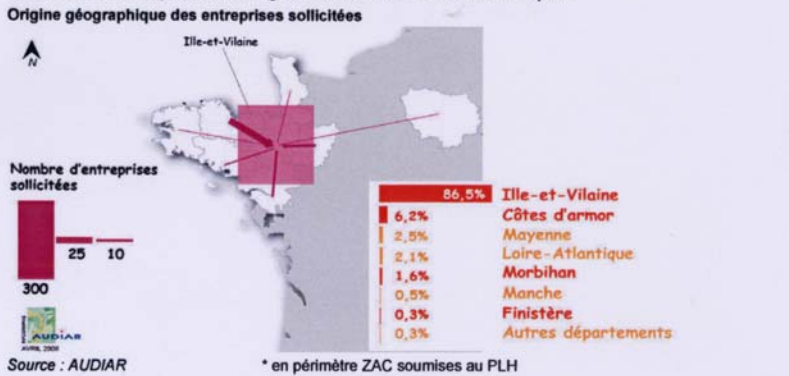 Origine géographique des entreprises sollicitées
Ille-et-Vilaine
N
Nombre d'entreprises
sollicitées
300
25
10
86,5% Ille-et-Vilaine
6,2% Côtes d'armor
2,5% Mayenne
2,1% Loire-Atlantique
1,6% Morbihan
0,5% Manche
0,3% Finistère
0,3% Autres départements
AUDIAR
AVRIL
Source : AUDIAR
* en périmètre ZAC soumises au PLH